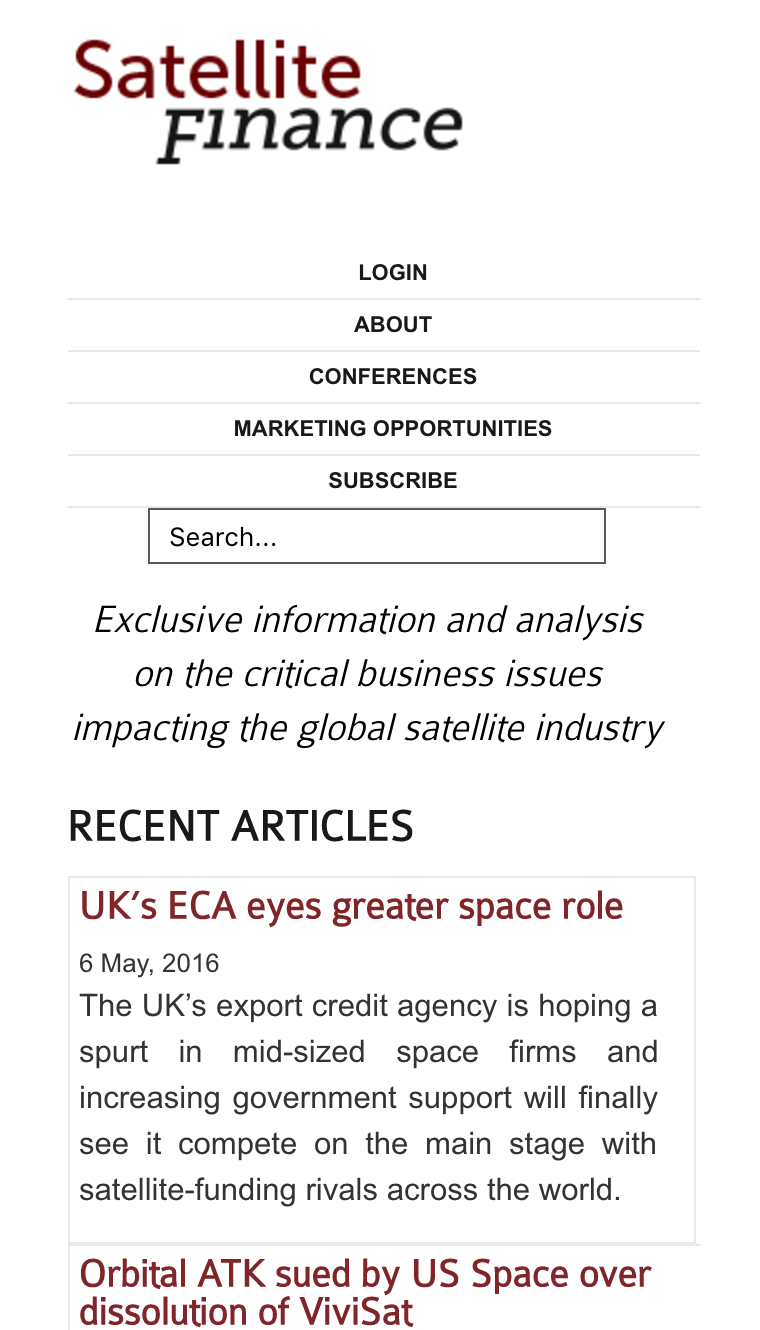 Satellite
Finance
LOGIN
ABOUT
CONFERENCES
MARKETING OPPORTUNITIES
SUBSCRIBE
Search...
Exclusive information and analysis
on the critical business issues
impacting the global satellite industry
RECENT ARTICLES
UK's ECA eyes greater space role
6 May, 2016
The UK’s export credit agency is hoping a
spurt in mid-sized space firms and
increasing government support will finally
see it compete on the main stage with
satellite-funding rivals across the world.
Orbital ATK sued by US Space over
dissolution of ViviSat